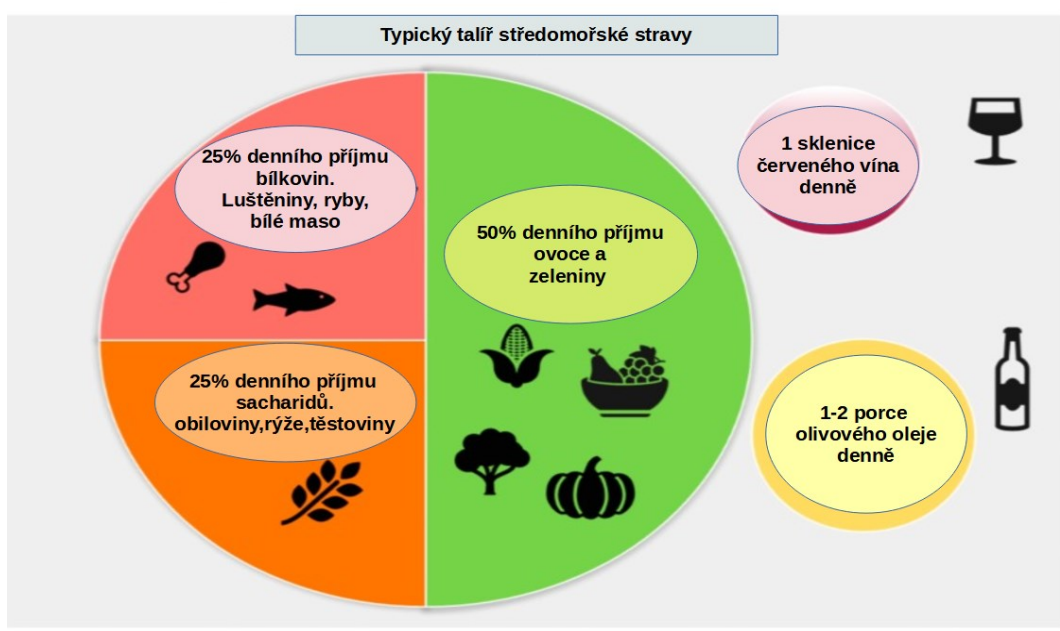 Typický talíř středomořské stravy
25% denního příjmu
bílkovin.
Luštěniny, ryby,
bílé maso
50% denního příjmu
ovoce a
zeleniny
25% denního příjmu
sacharidů.
obiloviny,rýže,těstoviny
1 sklenice
červeného vína
denně
1-2 porce
olivového oleje
denně